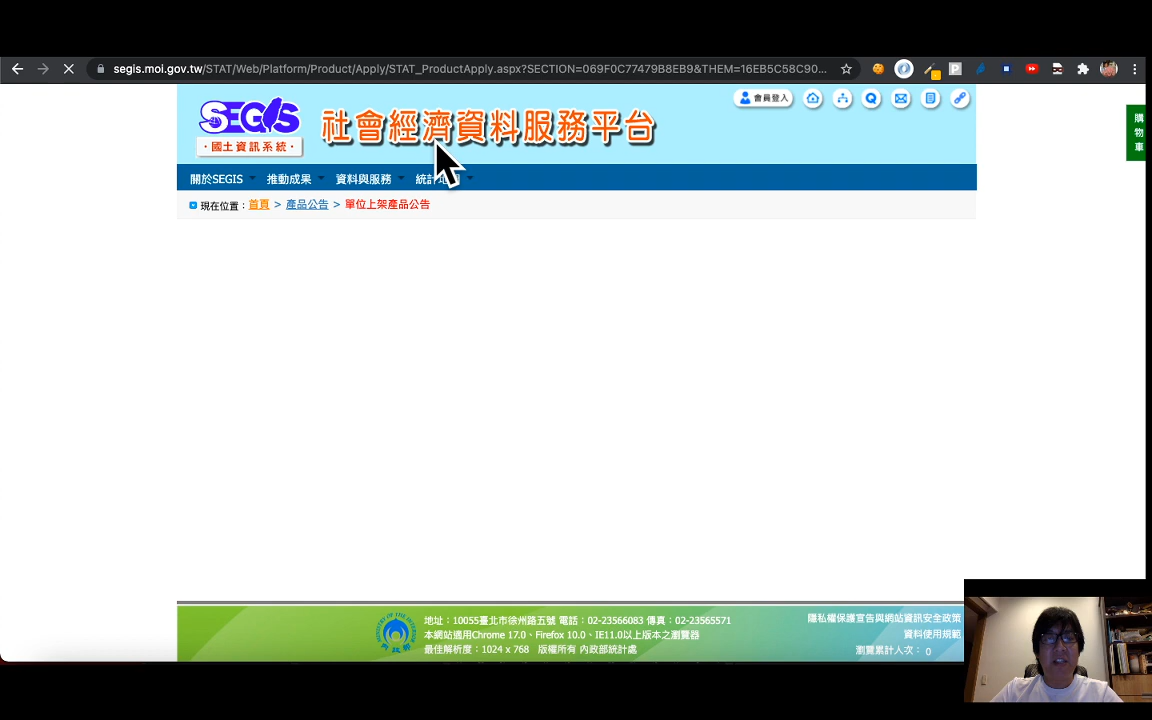 segis.moi.gov.tw/STAT/Web/Platform/Product/Apply/STAT_ProductApply.aspx?SECTION=069F0C77479B8EB9&THEM=16EB5C58C90...
會員登入
SEGIS
社會經濟資料服務平台
·國土資訊系統·
購物車
關於SEGIS 推動成果 資料與服務 統計地
現在位置：首頁 > 產品公告 > 單位上架產品公告
地址：10055臺北市徐州路五號 電話：02-23566083 傳真：02-23565571
本網站適用Chrome 17.0、Firefox 10.0、IE11.0以上版本之瀏覽器
最佳解析度：1024 x 768 版權所有 內政部統計處
隱私權保護宣告與網站資訊安全政策
資料使用規範
瀏覽累計人次： 0